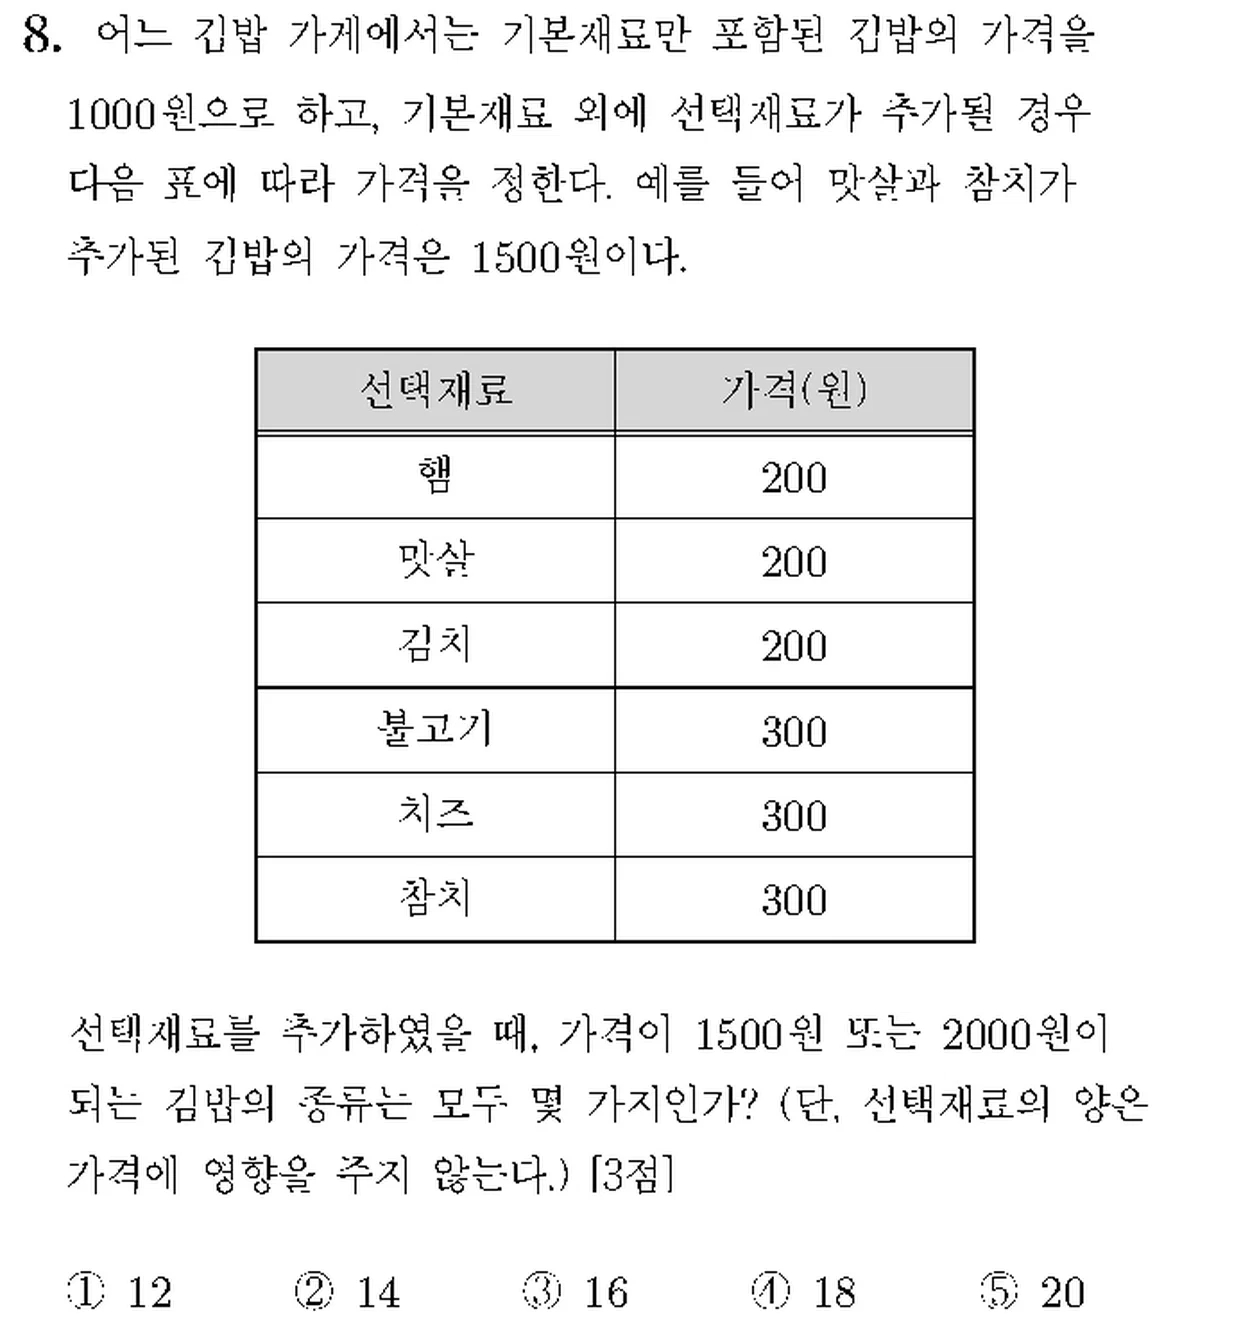 8. 어느 김밥 가게에서는 기본재료만 포함된 김밥의 가격을
1000원으로 하고, 기본재료 외에 선택재료가 추가될 경우
다음 표에 따라 가격을 정한다. 예를 들어 맛살과 참치가
추가된 김밥의 가격은 1500원이다.
선택재료 가격(원)
햄 200
맛살 200
김치 200
불고기 300
치즈 300
참치 300
선택재료를 추가하였을 때, 가격이 1500원 또는 2000원이
되는 김밥의 종류는 모두 몇 가지인가? (단, 선택재료의 양은
가격에 영향을 주지 않는다.) [3점]
① 12 ② 14 ③ 16 ④ 18 ⑤ 20